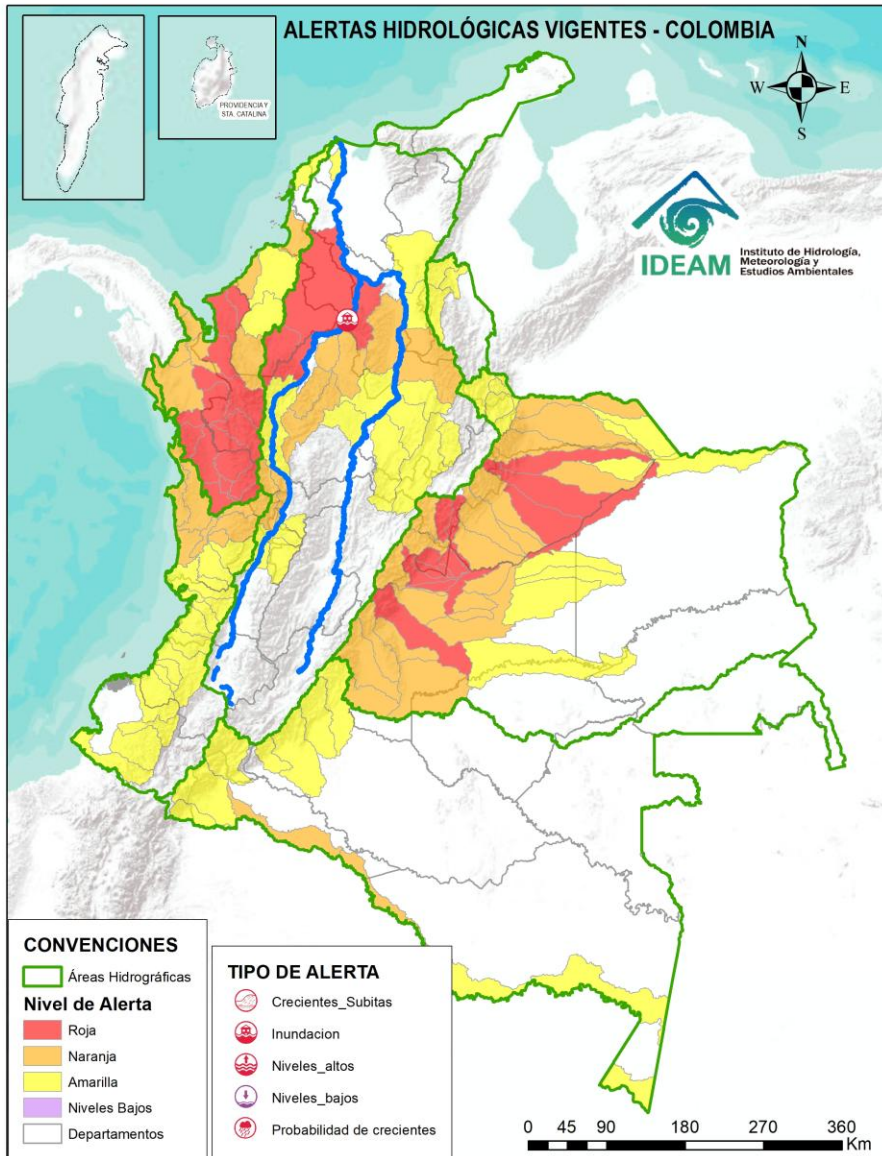 ALERTAS HIDROLÓGICAS VIGENTES - COLOMBIA
PROVIDENCIA Y
STA. CATALINA
N
W
E
S
IDEAM
Instituto de Hidrología,
Meteorología y
Estudios Ambientales
CONVENCIONES
Áreas Hidrográficas
Nivel de Alerta
Roja
Naranja
Amarilla
Niveles Bajos
Departamentos
TIPO DE ALERTA
Crecientes_Subitas
Inundacion
Niveles_altos
Niveles_bajos
Probabilidad de crecientes
0 45 90 180 270 360
Km